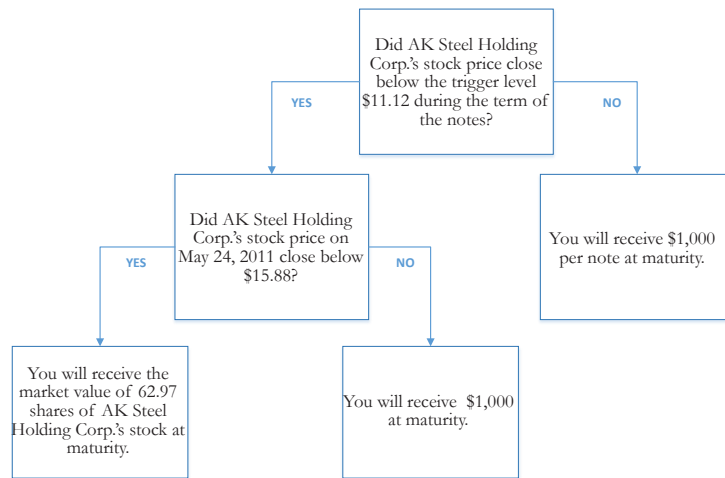 Did AK Steel Holding
Corp.'s stock price close
below the trigger level
$11.12 during the term of
the notes?
YES
NO
Did AK Steel Holding
Corp.'s stock price on
May 24, 2011 close below
$15.88?
You will receive $1,000
per note at maturity.
YES
NO
You will receive the
market value of 62.97
shares of AK Steel
Holding Corp.'s stock at
maturity.
You will receive $1,000
at maturity.